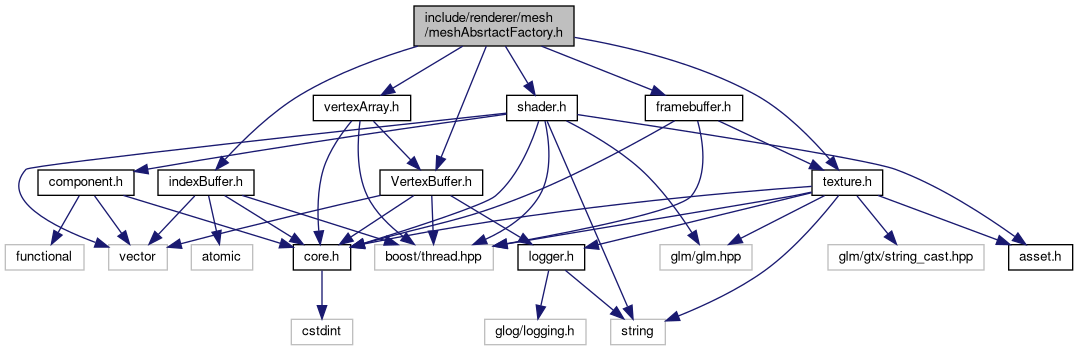 include/renderer/mesh
/meshAbsrtactFactory.h
vertexArray.h
shader.h
framebuffer.h
component.h
indexBuffer.h
VertexBuffer.h
texture.h
functional
vector
atomic
core.h
boost/thread.hpp
logger.h
glm/glm.hpp
glm/gtx/string_cast.hpp
asset.h
cstdint
glog/logging.h
string